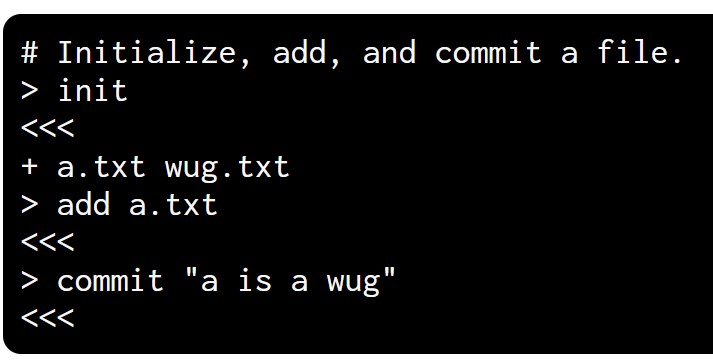 # Initialize, add, and commit a file.
> init
<<<
+ a.txt wug.txt
> add a.txt
<<<
> commit "a is a wug"
<<<